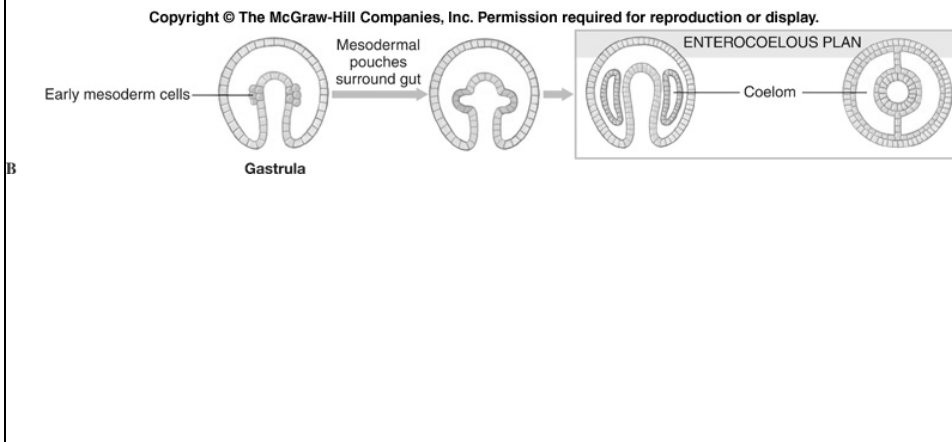 Copyright © The McGraw-Hill Companies, Inc. Permission required for reproduction or display.
Mesodermal
pouches
surround gut
ENTEROCOELOUS PLAN
Early mesoderm cells
Coelom
B
Gastrula